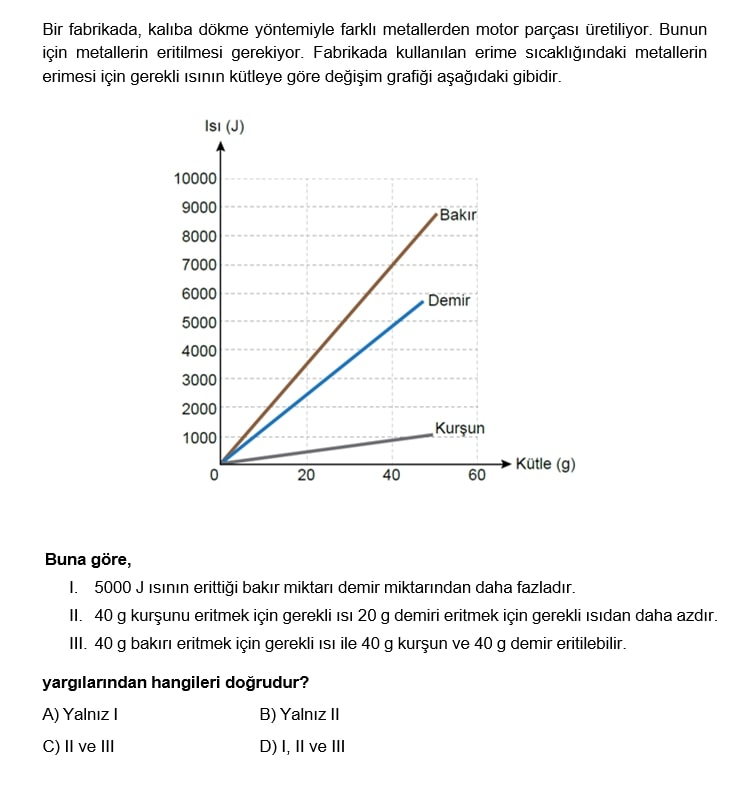 Bir fabrikada, kalıba dökme yöntemiyle farklı metallerden motor parçası üretiliyor. Bunun
için metallerin eritilmesi gerekiyor. Fabrikada kullanılan erime sıcaklığındaki metallerin
erimesi için gerekli ısının kütleye göre değişim grafiği aşağıdaki gibidir.
Isı (J)
10000
9000
Bakır
8000
7000
6000
Demir
5000
4000
3000
2000
Kurşun
1000
Kütle (g)
0 20 40 60
Buna göre,
I. 5000 J ısının erittiği bakır miktarı demir miktarından daha fazladır.
II. 40 g kurşunu eritmek için gerekli ısı 20 g demiri eritmek için gerekli ısıdan daha azdır.
III. 40 g bakırı eritmek için gerekli ısı ile 40 g kurşun ve 40 g demir eritilebilir.
yargılarından hangileri doğrudur?
A) Yalnız I B) Yalnız II
C) II ve III D) I, II ve III